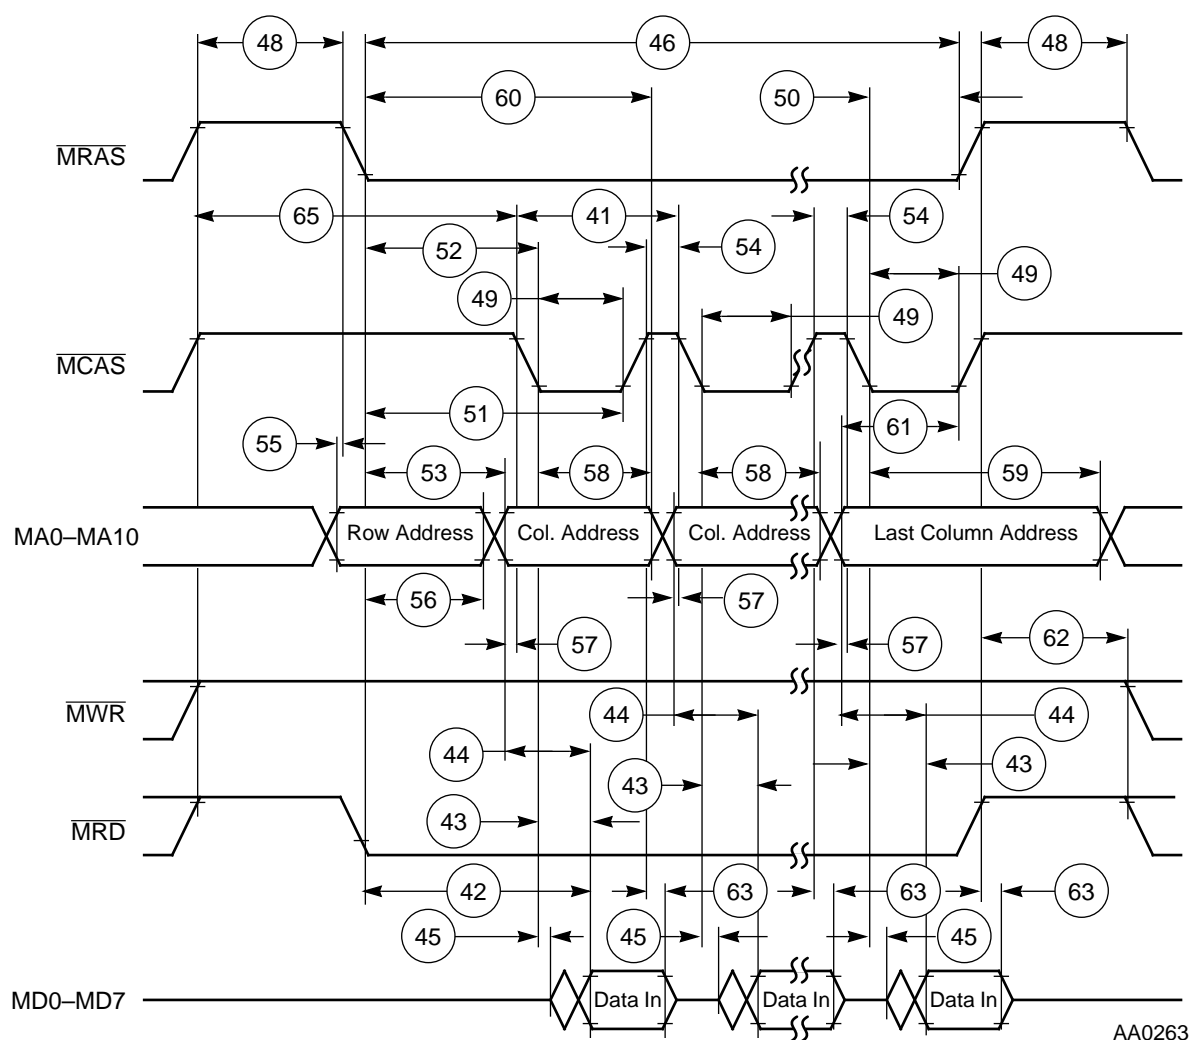 48
46
48
60
50
MRAS
65
41
54
52
54
49
49
49
MCAS
51
61
55
53
58
58
59
MA0–MA10
Row Address
Col. Address
Col. Address
Last Column Address
56
57
57
57
62
MWR
44
44
44
43
43
MRD
43
42
63
63
63
45
45
45
MD0–MD7
Data In
Data In
Data In
AA0263